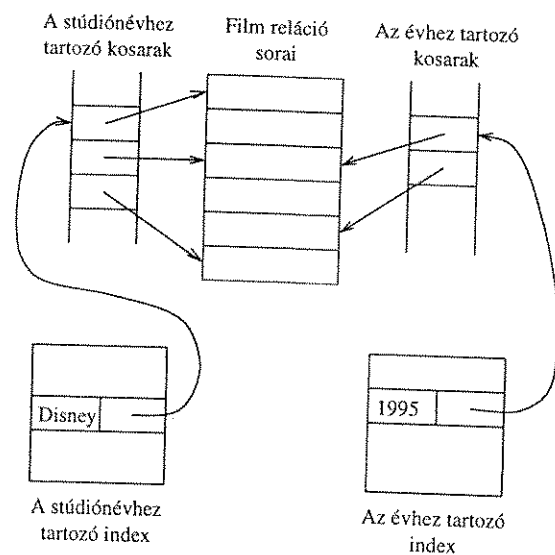 A stúdiónévhez
tartozó kosarak
Film reláció
sorai
Az évhez tartozó
kosarak
Disney
1995
A stúdiónévhez
tartozó index
Az évhez tartozó
index